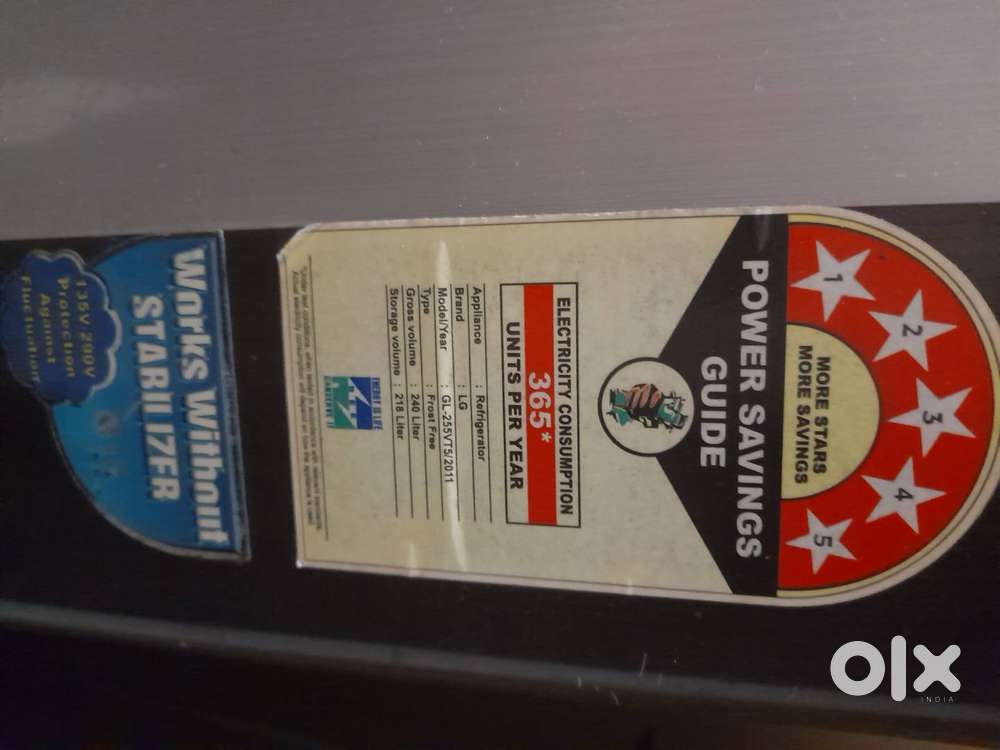 1
2
3
4
5
MORE STARS
MORE SAVINGS
POWER SAVINGS
GUIDE
ELECTRICITY CONSUMPTION
365*
UNITS PER YEAR
Appliance : Refrigerator
Brand : LG
Model/Year : GL-255VT5/2011
Type : Frost Free
Gross volume : 240 Liter
Storage volume : 218 Liter
Works Without
STABILIZER
135V/290V
Protection
Against
Fluctuation
olx
INDIA